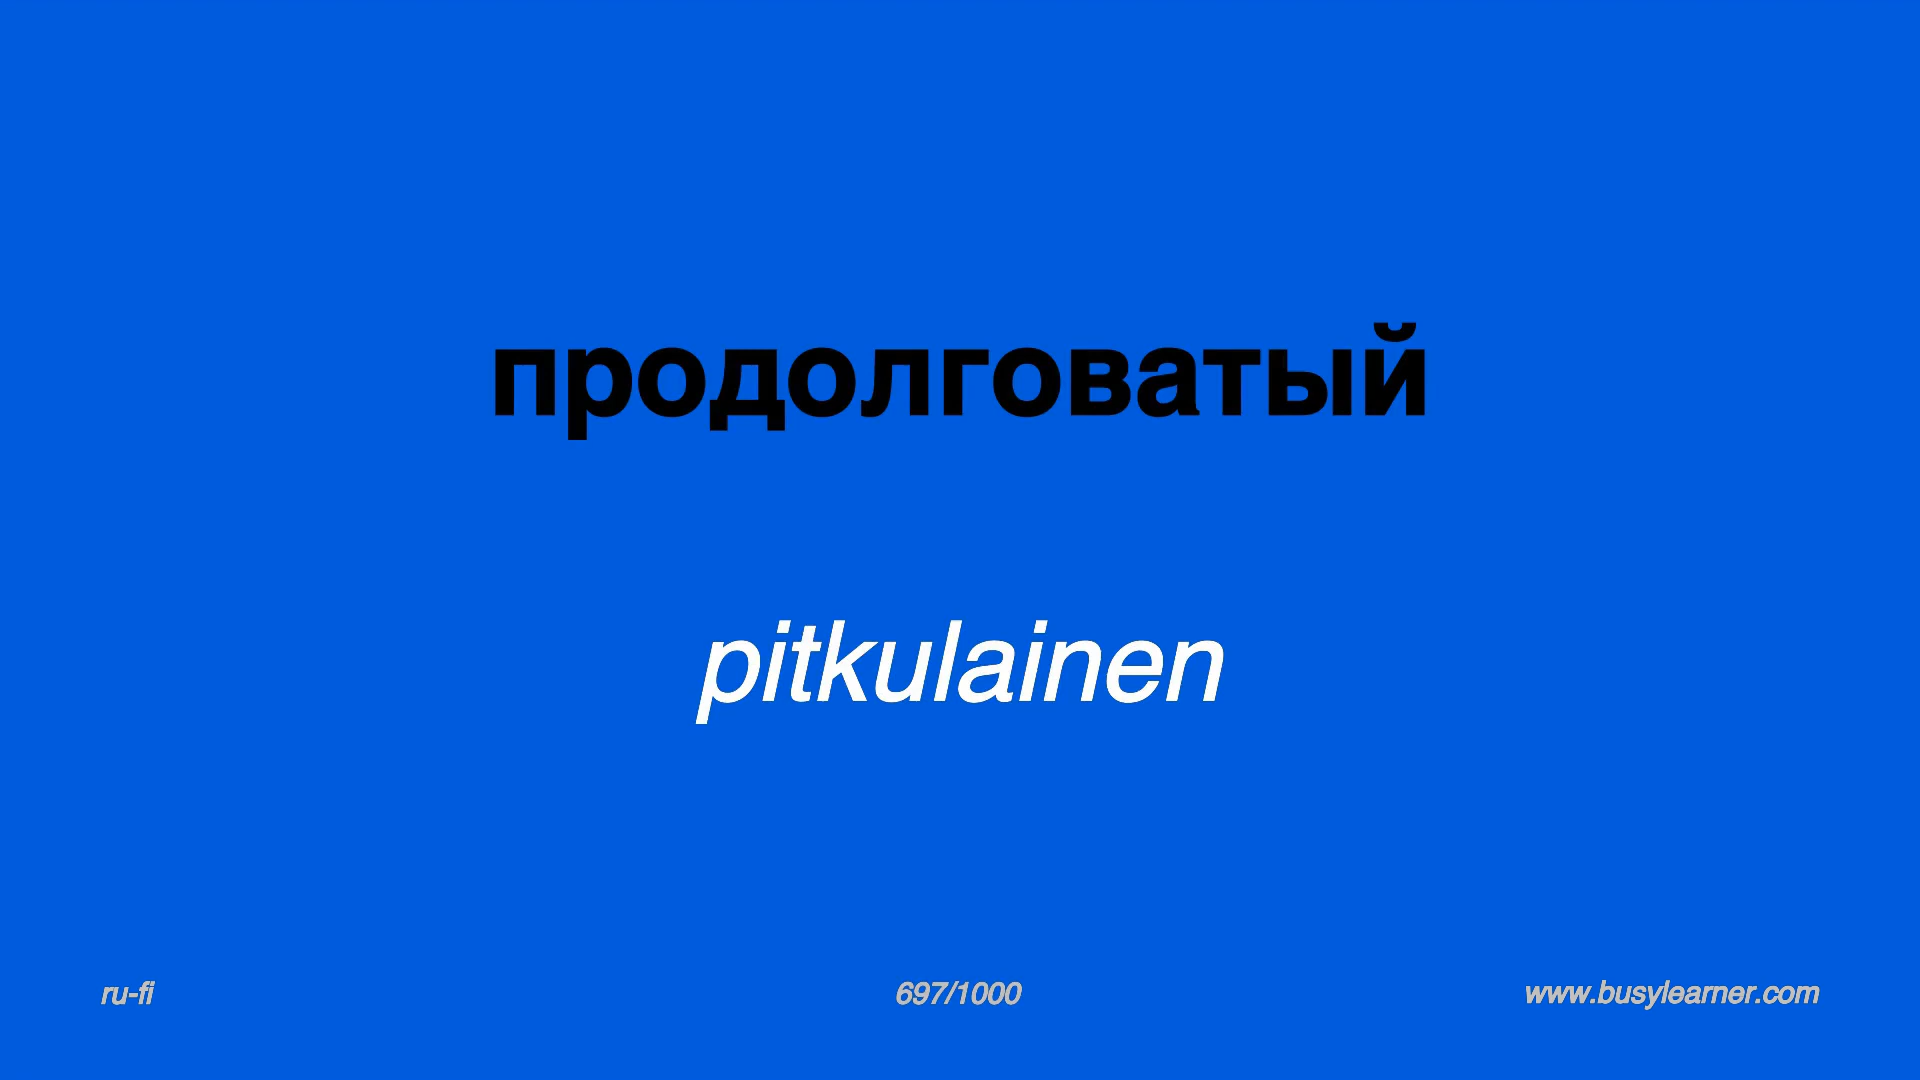 продолговатый
pitkulainen
ru-fi
697/1000
www.busylearner.com